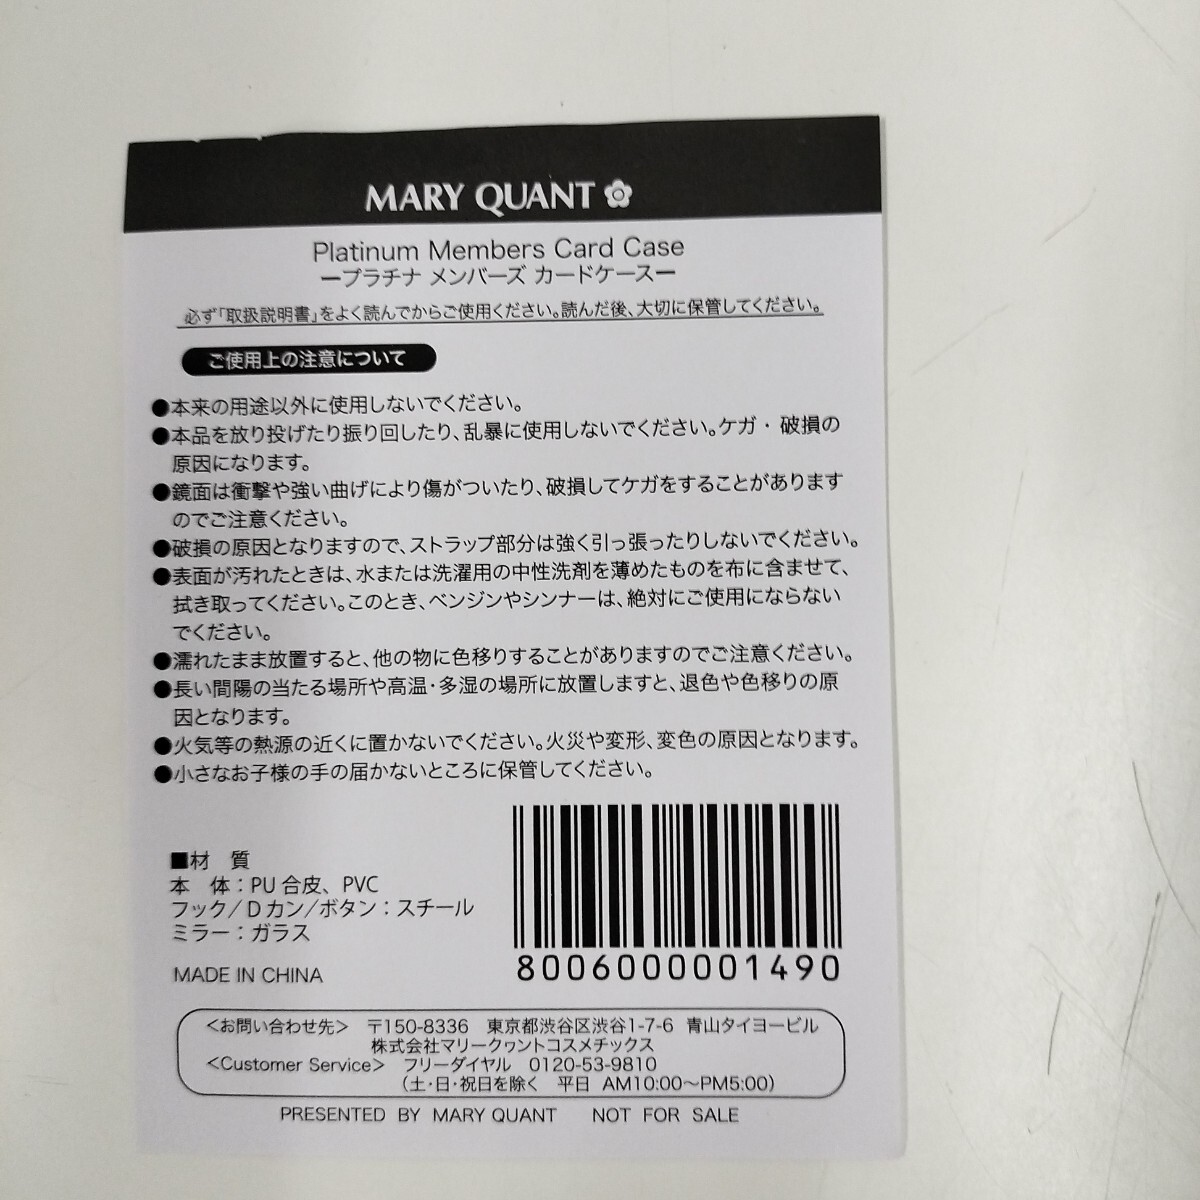 MARY QUANT
Platinum Members Card Case
ープラチナ メンバーズ カードケースー
必ず「取扱説明書」をよく読んでからご使用ください。読んだ後、大切に保管してください。
ご使用上の注意について
●本来の用途以外に使用しないでください。
●本品を放り投げたり振り回したり、乱暴に使用しないでください。ケガ・破損の
原因になります。
●鏡面は衝撃や強い曲げにより傷がついたり、破損してケガをすることがあります
のでご注意ください。
●破損の原因となりますので、ストラップ部分は強く引っ張ったりしないでください。
●表面が汚れたときは、水または洗濯用の中性洗剤を薄めたものを布に含ませて、
拭き取ってください。このとき、ベンジンやシンナーは、絶対にご使用にならない
でください。
●濡れたまま放置すると、他の物に色移りすることがありますのでご注意ください。
●長い間陽の当たる場所や高温・多湿の場所に放置しますと、退色や色移りの原
因となります。
●火気等の熱源の近くに置かないでください。火災や変形、変色の原因となります。
●小さなお子様の手の届かないところに保管してください。
■材 質
本 体：PU合皮、PVC
フック/Dカン/ボタン：スチール
ミラー：ガラス
MADE IN CHINA
8006000001490
＜お問い合わせ先＞ 〒150-8336 東京都渋谷区渋谷1-7-6 青山タイヨービル
株式会社マリークヮントコスメチックス
＜Customer Service＞ フリーダイヤル 0120-53-9810
（土・日・祝日を除く 平日 AM10:00～PM5:00）
PRESENTED BY MARY QUANT NOT FOR SALE